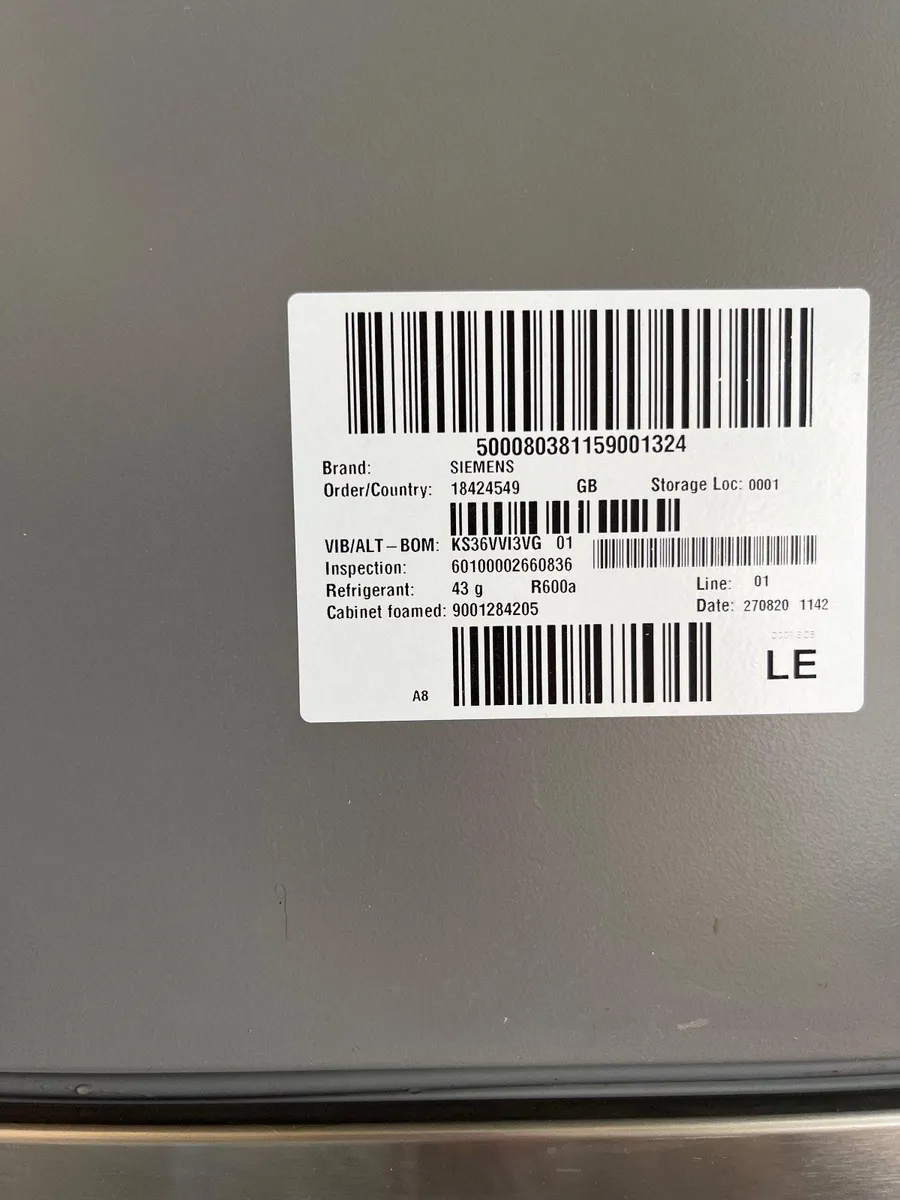 500080381159001324
Brand: SIEMENS
Order/Country: 18424549 GB Storage Loc: 0001
VIB/ALT – BOM: KS36VVI3VG 01
Inspection: 60100002660836
Refrigerant: 43 g R600a Line: 01
Cabinet foamed: 9001284205 Date: 270820 1142
LE
A8